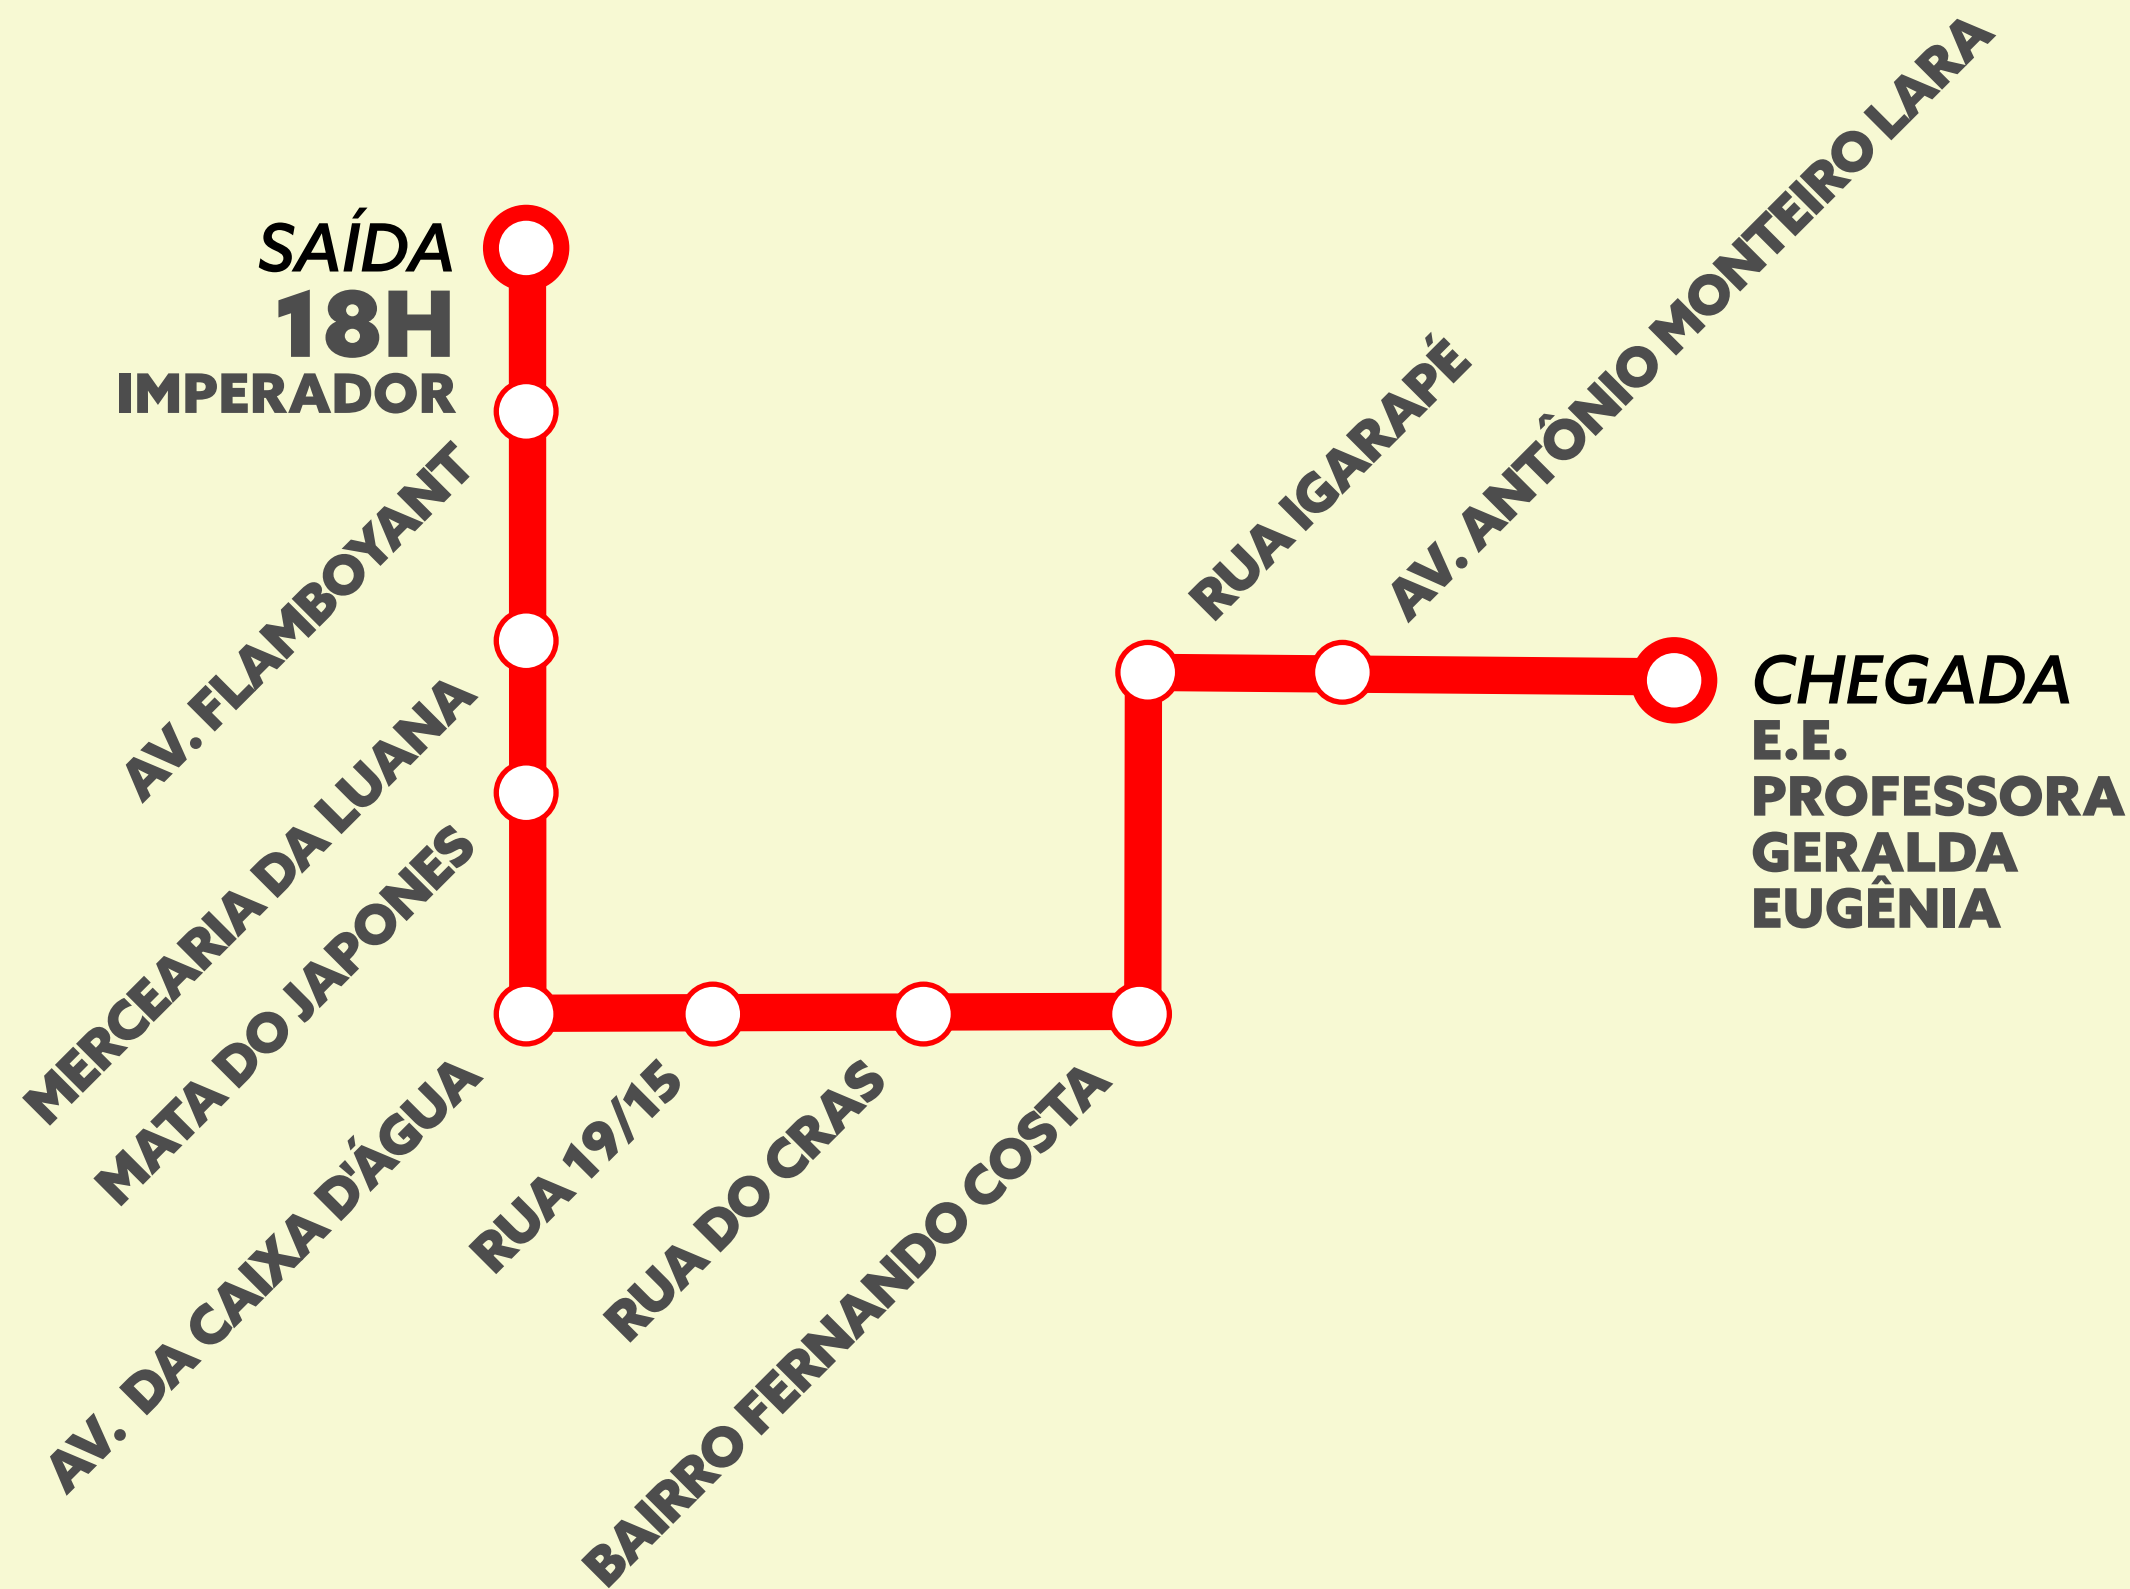 SAÍDA
18H
IMPERADOR
AV. FLAMBOYANT
MERCEARIA DA LUANA
MATA DO JAPONES
AV. DA CAIXA D'ÁGUA
RUA 19/15
RUA DO CRAS
BAIRRO FERNANDO COSTA
RUA IGARAPÉ
AV. ANTÔNIO MONTEIRO LARA
CHEGADA
E.E.
PROFESSORA
GERALDA
EUGÊNIA